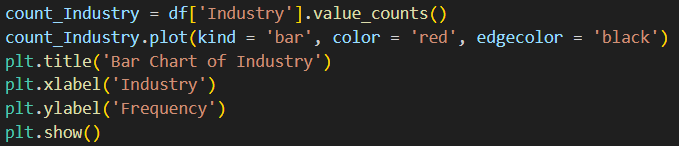 count_Industry = df['Industry'].value_counts()
count_Industry.plot(kind = 'bar', color = 'red', edgecolor = 'black')
plt.title('Bar Chart of Industry')
plt.xlabel('Industry')
plt.ylabel('Frequency')
plt.show()